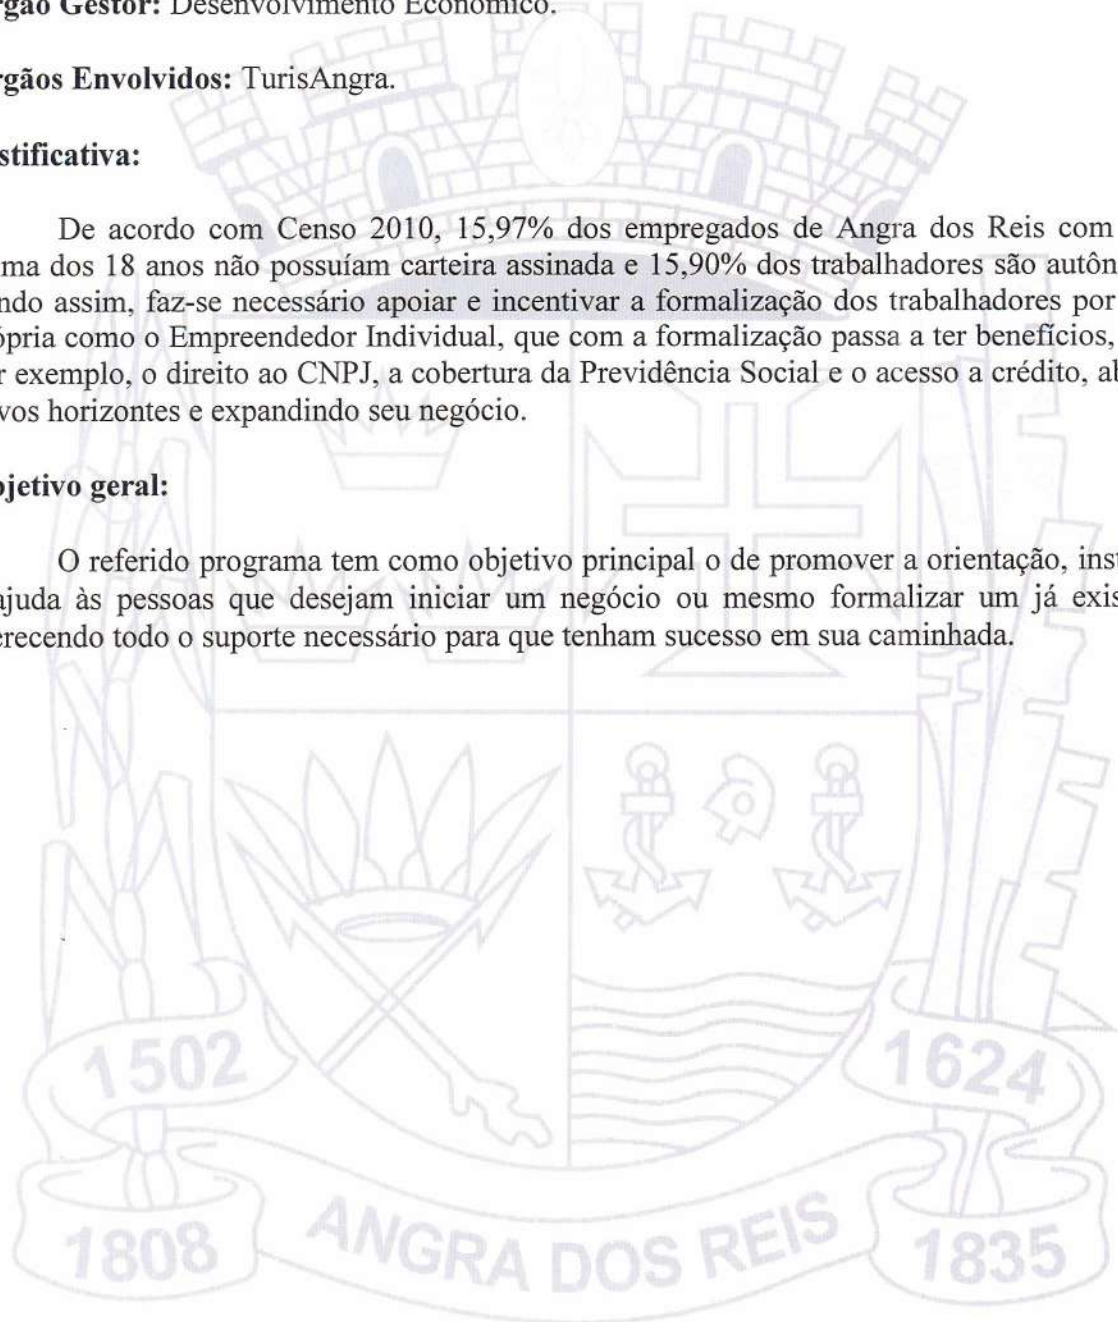 rgão Gestor: Desenvolvimento Econômico.
rgãos Envolvidos: TurisAngra.
stificativa:
De acordo com Censo 2010, 15,97% dos empregados de Angra dos Reis com
ma dos 18 anos não possuíam carteira assinada e 15,90% dos trabalhadores são autôn
ndo assim, faz-se necessário apoiar e incentivar a formalização dos trabalhadores por
ópria como o Empreendedor Individual, que com a formalização passa a ter benefícios,
r exemplo, o direito ao CNPJ, a cobertura da Previdência Social e o acesso a crédito, al
vos horizontes e expandindo seu negócio.
jetivo geral:
O referido programa tem como objetivo principal o de promover a orientação, inst
ajuda às pessoas que desejam iniciar um negócio ou mesmo formalizar um já exis
erecendo todo o suporte necessário para que tenham sucesso em sua caminhada.
1502
1624
1808
ANGRA DOS REIS
1835